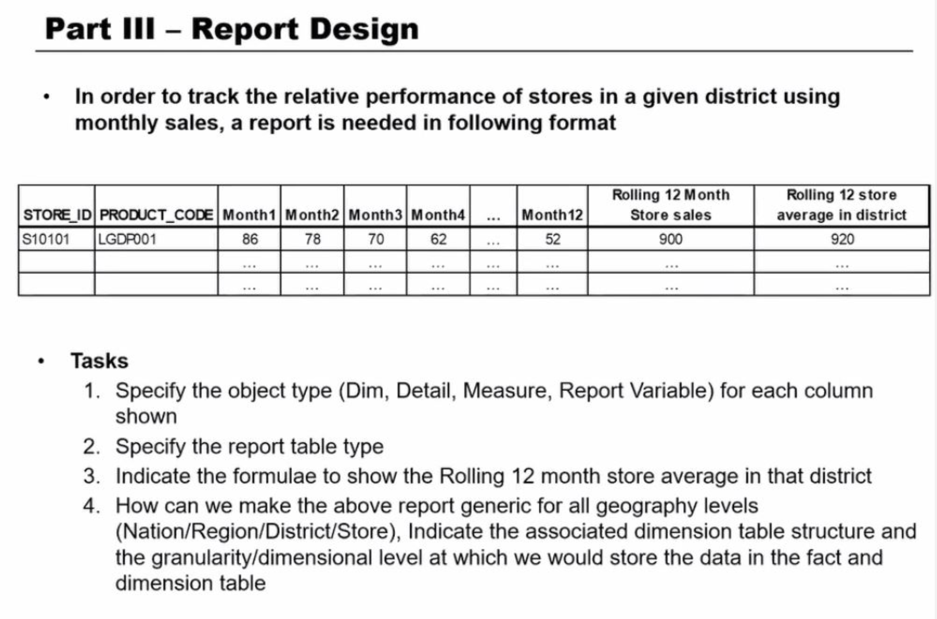 Part III – Report Design
• In order to track the relative performance of stores in a given district using
monthly sales, a report is needed in following format
STORE_ID PRODUCT_CODE Month1 Month2 Month3 Month4 ... Month12 Rolling 12 Month Store sales Rolling 12 store average in district
S10101 LGDP001 86 78 70 62 ... 52 900 920
... ... ... ... ... ... ... ...
... ... ... ... ... ... ... ...
• Tasks
1. Specify the object type (Dim, Detail, Measure, Report Variable) for each column
shown
2. Specify the report table type
3. Indicate the formulae to show the Rolling 12 month store average in that district
4. How can we make the above report generic for all geography levels
(Nation/Region/District/Store), Indicate the associated dimension table structure and
the granularity/dimensional level at which we would store the data in the fact and
dimension table